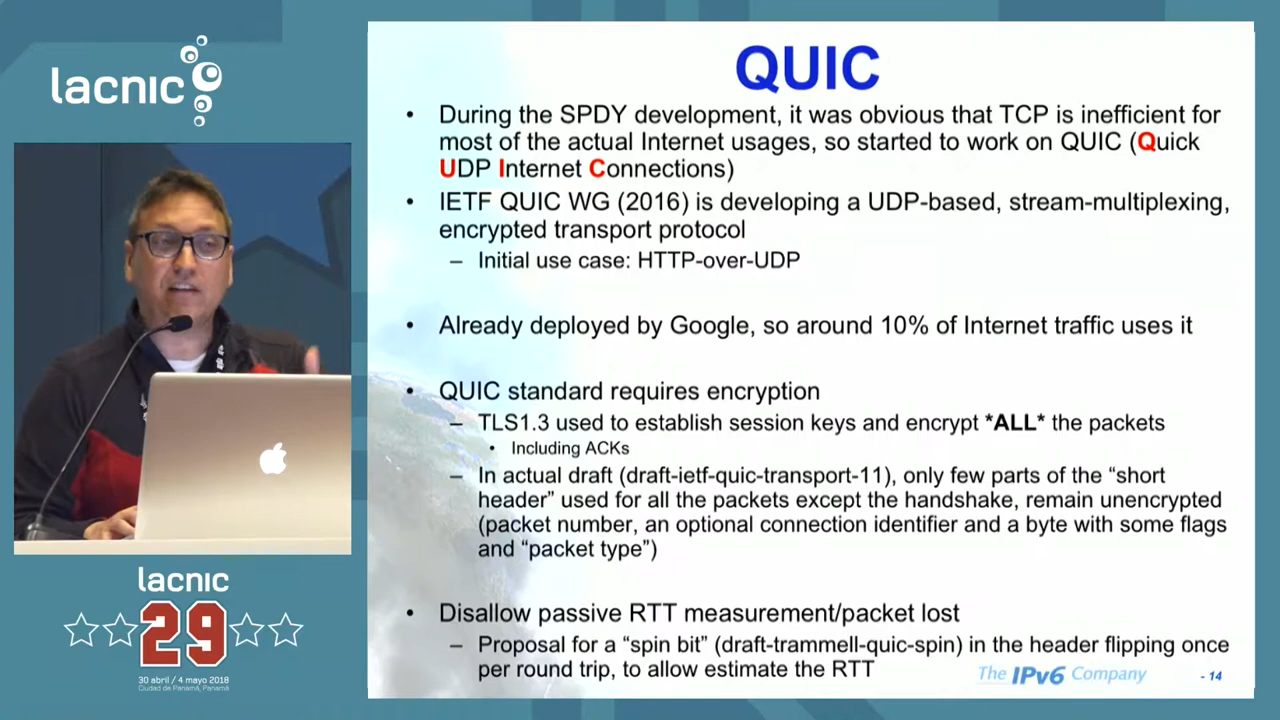 lacnic
lacnic
29
30 abril / 4 mayo 2018
Ciudad de Panamá, Panamá
QUIC
• During the SPDY development, it was obvious that TCP is inefficient for
most of the actual Internet usages, so started to work on QUIC (Quick
UDP Internet Connections)
• IETF QUIC WG (2016) is developing a UDP-based, stream-multiplexing,
encrypted transport protocol
– Initial use case: HTTP-over-UDP
• Already deployed by Google, so around 10% of Internet traffic uses it
• QUIC standard requires encryption
– TLS1.3 used to establish session keys and encrypt *ALL* the packets
• Including ACKs
– In actual draft (draft-ietf-quic-transport-11), only few parts of the “short
header” used for all the packets except the handshake, remain unencrypted
(packet number, an optional connection identifier and a byte with some flags
and “packet type”)
• Disallow passive RTT measurement/packet lost
– Proposal for a “spin bit” (draft-trammell-quic-spin) in the header flipping once
per round trip, to allow estimate the RTT
The IPv6 Company
- 14